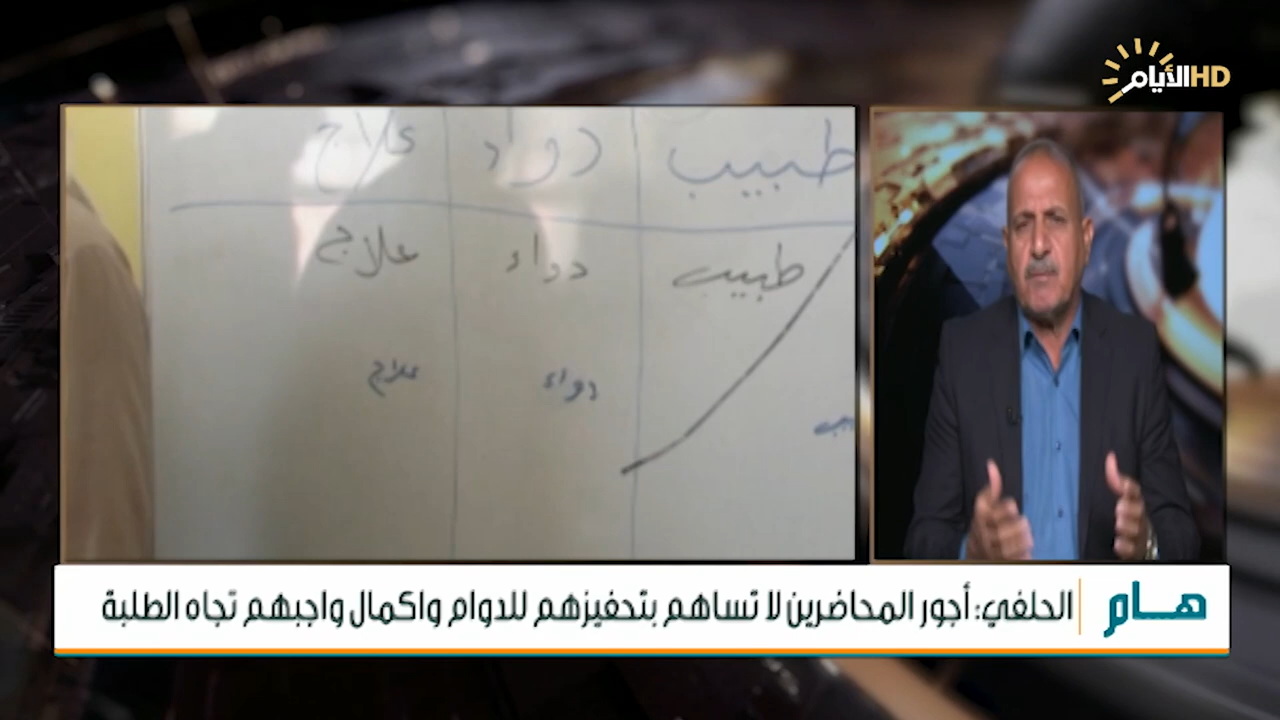 الأيام HD
طبيب دواء علاج
طبيب دواء علاج
دواء علاج
هام
الحلفي: أجور المحاضرين لا تساهم بتحفيزهم للدوام واكمال واجبهم تجاه الطلبة